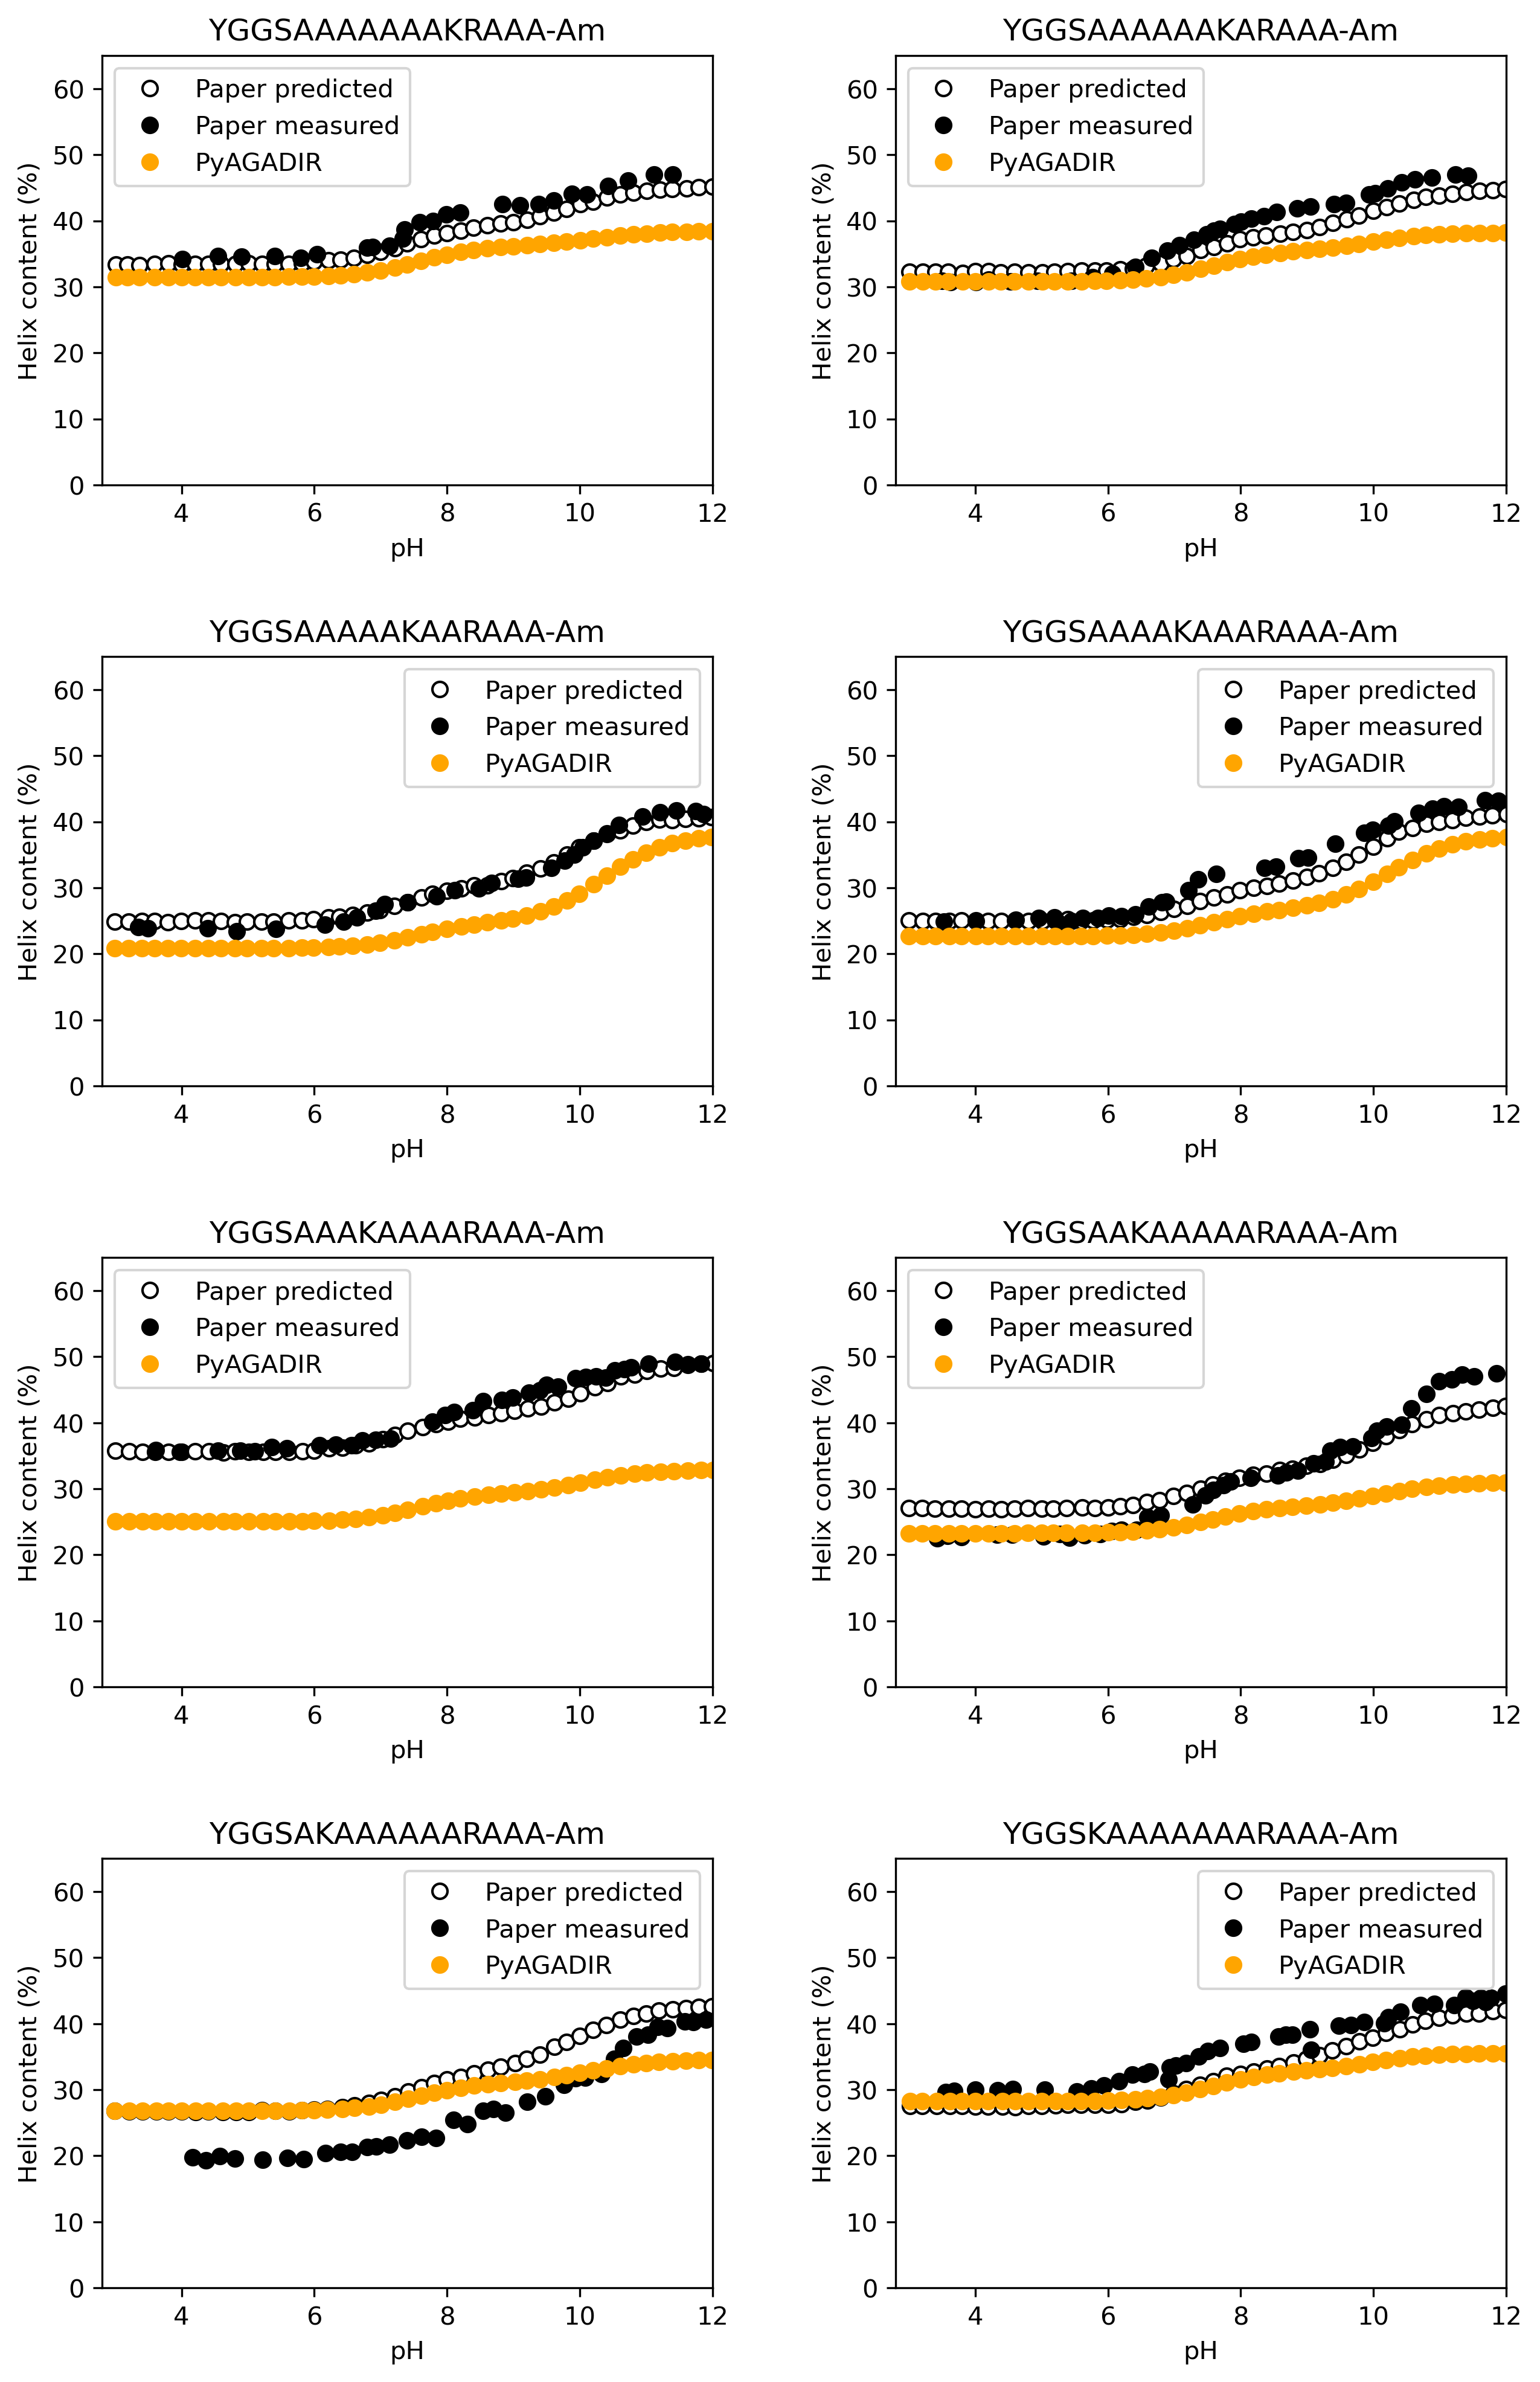 YGGSAAAAAAAKRAAA-Am
Paper predicted
Paper measured
PyAGADIR
Helix content (%)
60
50
40
30
20
10
0
4 6 8 10 12
pH
YGGSAAAAAAKARAAA-Am
Paper predicted
Paper measured
PyAGADIR
Helix content (%)
60
50
40
30
20
10
0
4 6 8 10 12
pH
YGGSAAAAAKAARAAA-Am
Paper predicted
Paper measured
PyAGADIR
Helix content (%)
60
50
40
30
20
10
0
4 6 8 10 12
pH
YGGSAAAAKAAARAAA-Am
Paper predicted
Paper measured
PyAGADIR
Helix content (%)
60
50
40
30
20
10
0
4 6 8 10 12
pH
YGGSAAAKAAAARAAA-Am
Paper predicted
Paper measured
PyAGADIR
Helix content (%)
60
50
40
30
20
10
0
4 6 8 10 12
pH
YGGSAAKAAAAARAAA-Am
Paper predicted
Paper measured
PyAGADIR
Helix content (%)
60
50
40
30
20
10
0
4 6 8 10 12
pH
YGGSAKAAAAAARAAA-Am
Paper predicted
Paper measured
PyAGADIR
Helix content (%)
60
50
40
30
20
10
0
4 6 8 10 12
pH
YGGSKAAAAAAARAAA-Am
Paper predicted
Paper measured
PyAGADIR
Helix content (%)
60
50
40
30
20
10
0
4 6 8 10 12
pH